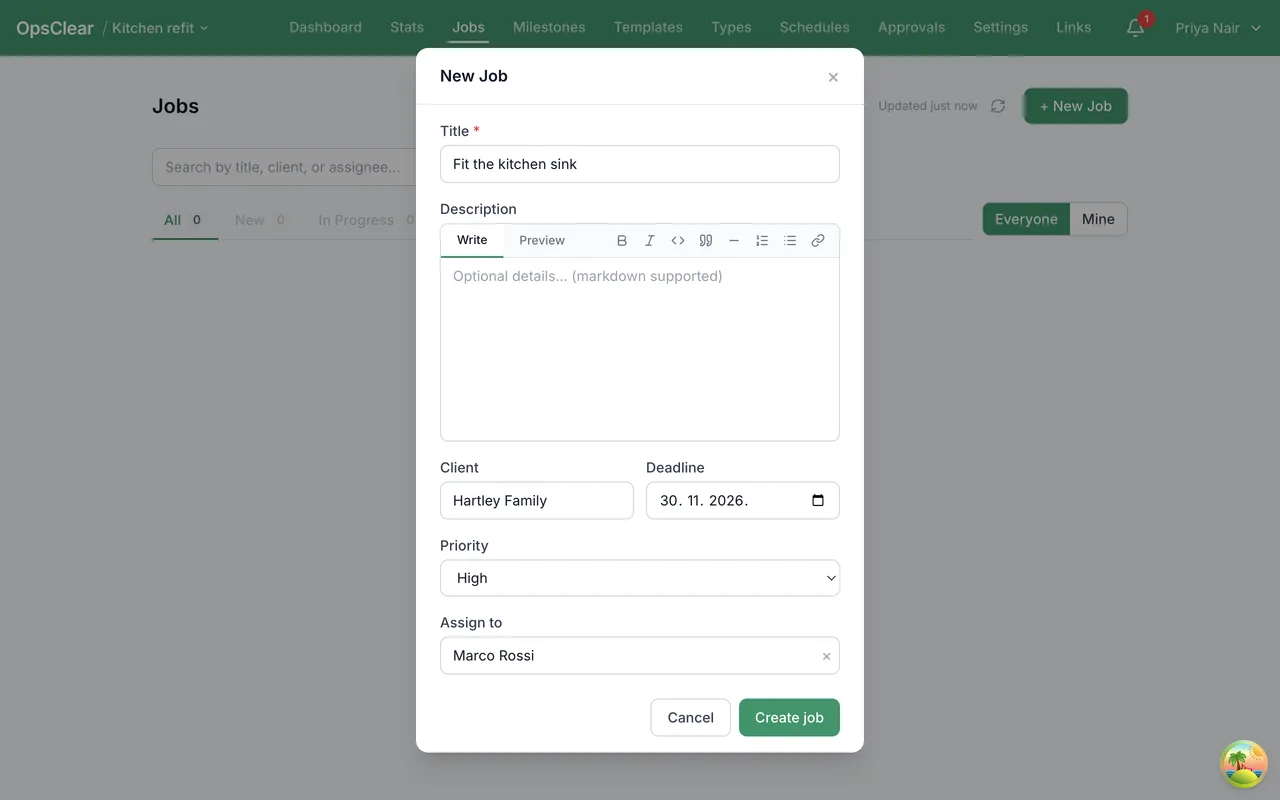 OpsClear / Kitchen refit
Dashboard Stats Jobs Milestones Templates Types Schedules Approvals Settings Links 1 Priya Nair
New Job
Jobs
Updated just now
+ New Job
Title *
Fit the kitchen sink
Search by title, client, or assignee...
Description
All 0 New 0 In Progress 0
Everyone Mine
Write Preview
Optional details... (markdown supported)
Client Deadline
Hartley Family 30. 11. 2026.
Priority
High
Assign to
Marco Rossi
Cancel Create job